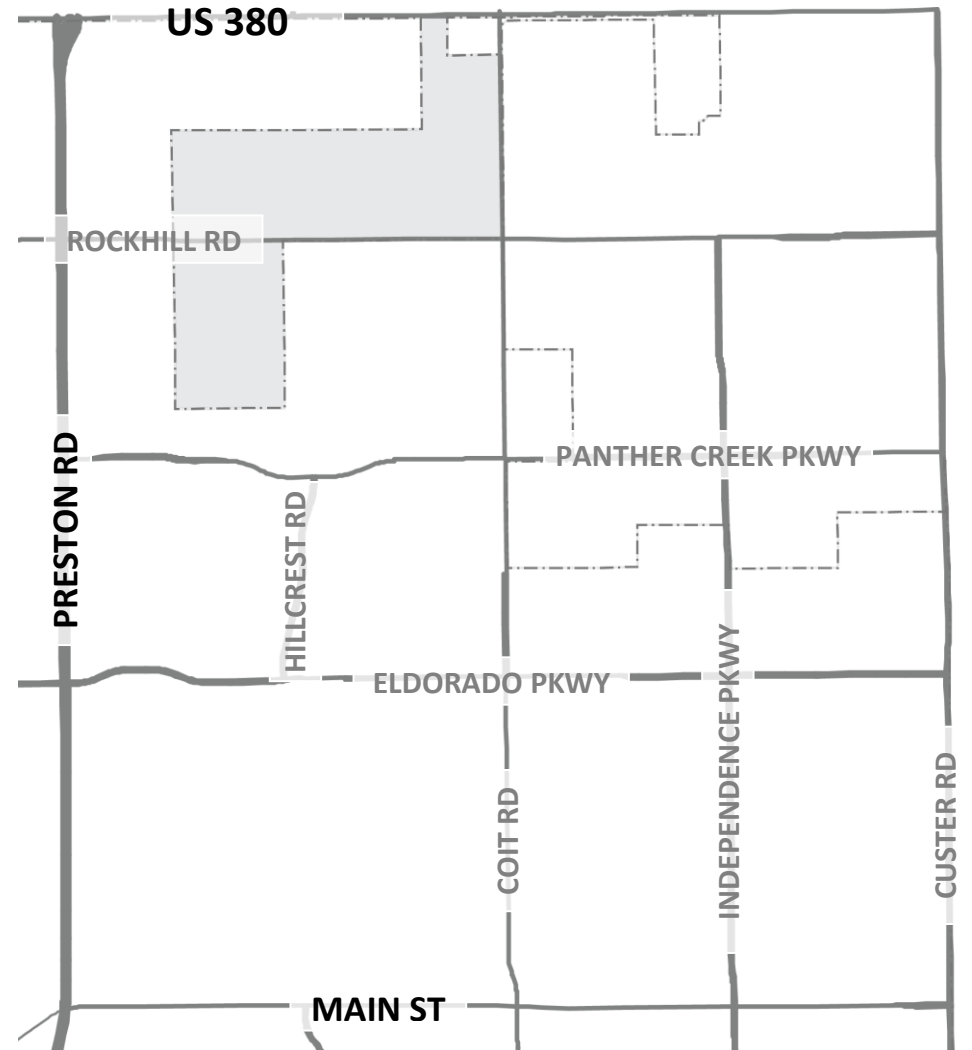 US 380
ROCKHILL RD
PANTHER CREEK PKWY
PRESTON RD
HILLCREST RD
ELDORADO PKWY
INDEPENDENCE PKWY
COIT RD
CUSTER RD
MAIN ST